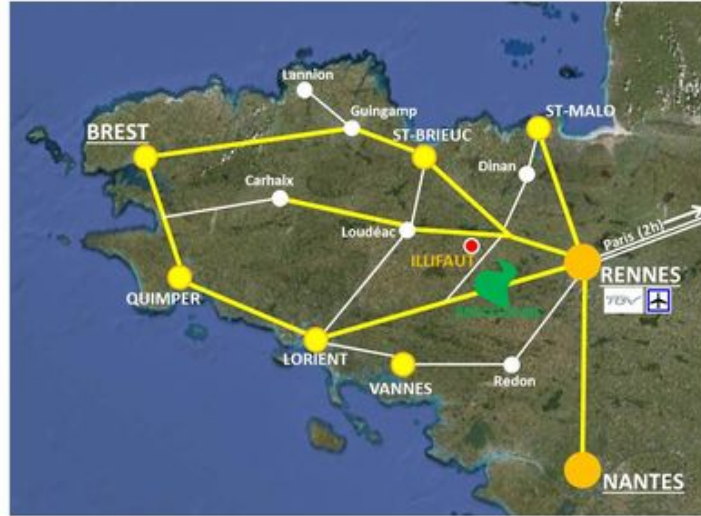 Lannion
Guingamp
ST-MALO
BREST
ST-BRIEUC
Dinan
Carhaix
Paris (2h)
Loudéac
ILLIFAUT
RENNES
QUIMPER
TGV
LORIENT
VANNES
Redon
NANTES